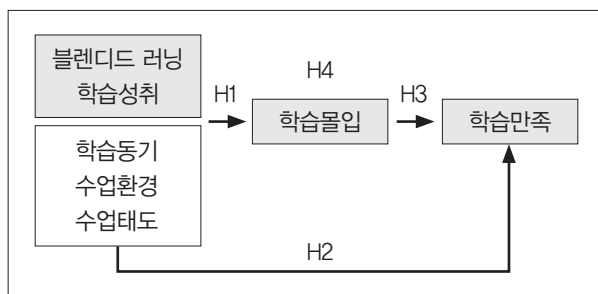 블렌디드 러닝
학습성취
H1
H4
H3
학습몰입
학습만족
학습동기
수업환경
수업태도
H2